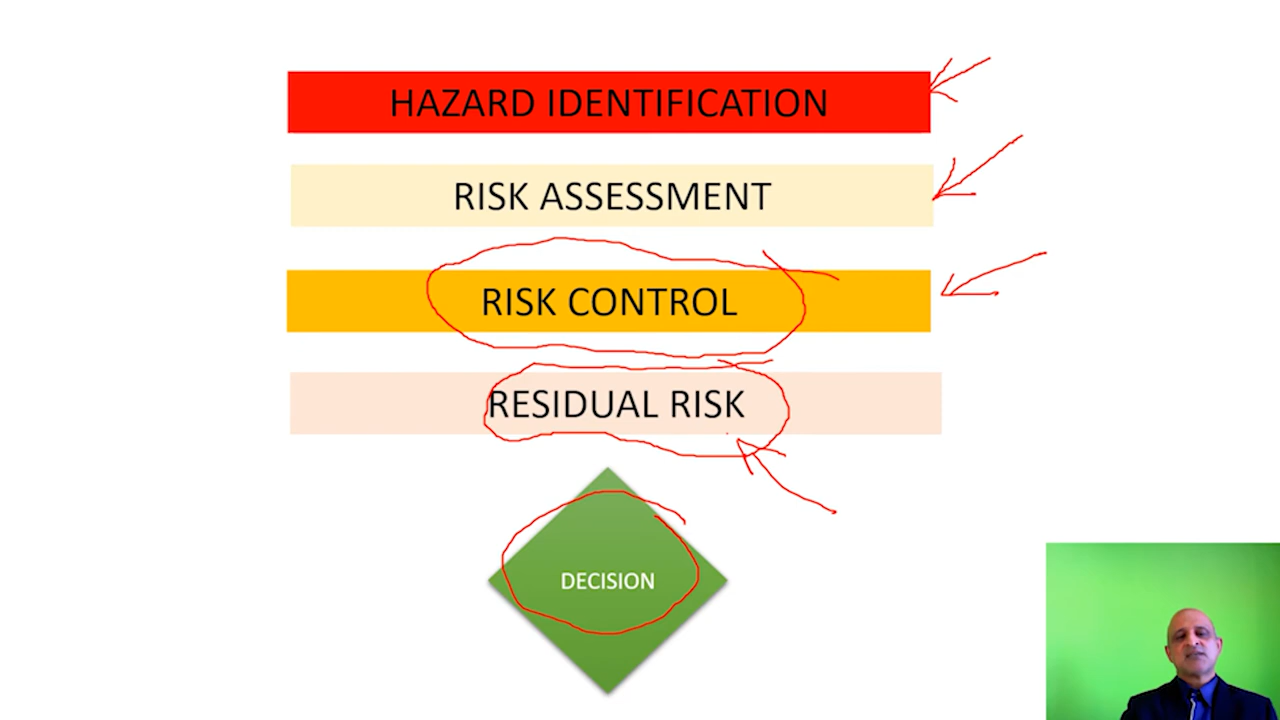 HAZARD IDENTIFICATION
RISK ASSESSMENT
RISK CONTROL
RESIDUAL RISK
DECISION